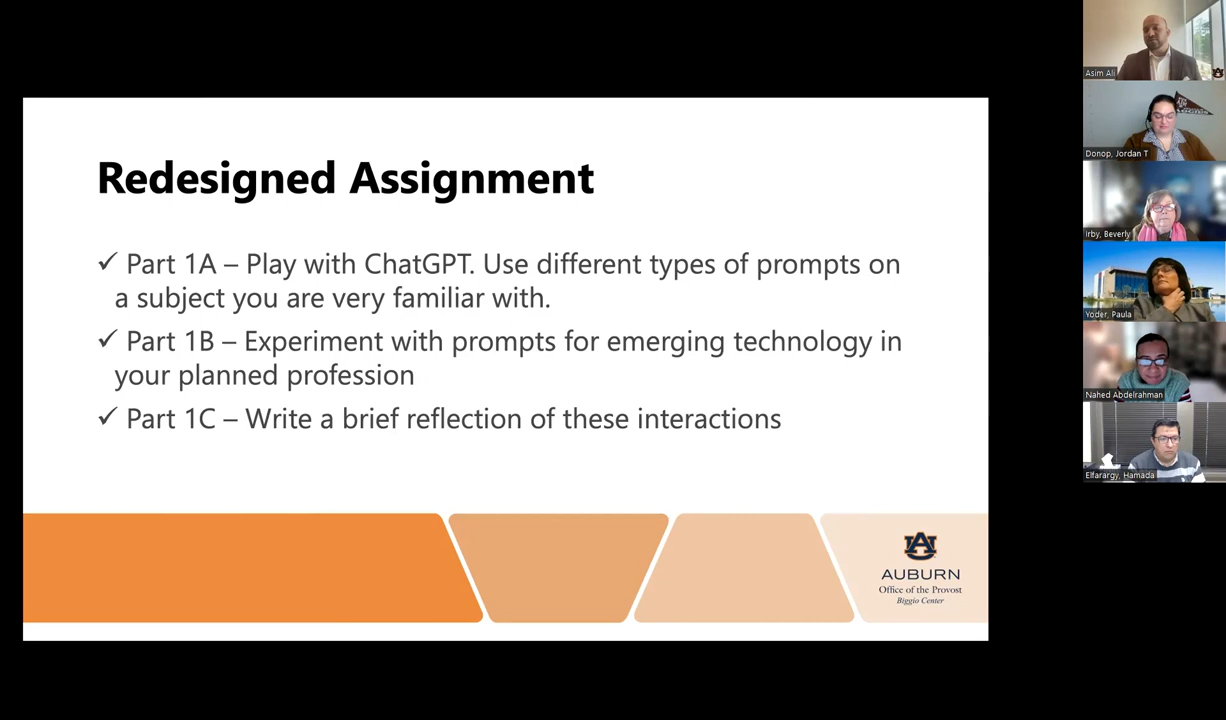 Redesigned Assignment
✓ Part 1A – Play with ChatGPT. Use different types of prompts on
a subject you are very familiar with.
✓ Part 1B – Experiment with prompts for emerging technology in
your planned profession
✓ Part 1C – Write a brief reflection of these interactions
AU
AUBURN
Office of the Provost
Biggio Center
Asim Ali
Donop, Jordan T
Irby, Beverly
Yoder, Paula
Nahed Abdelrahman
Elfarargy, Hamada